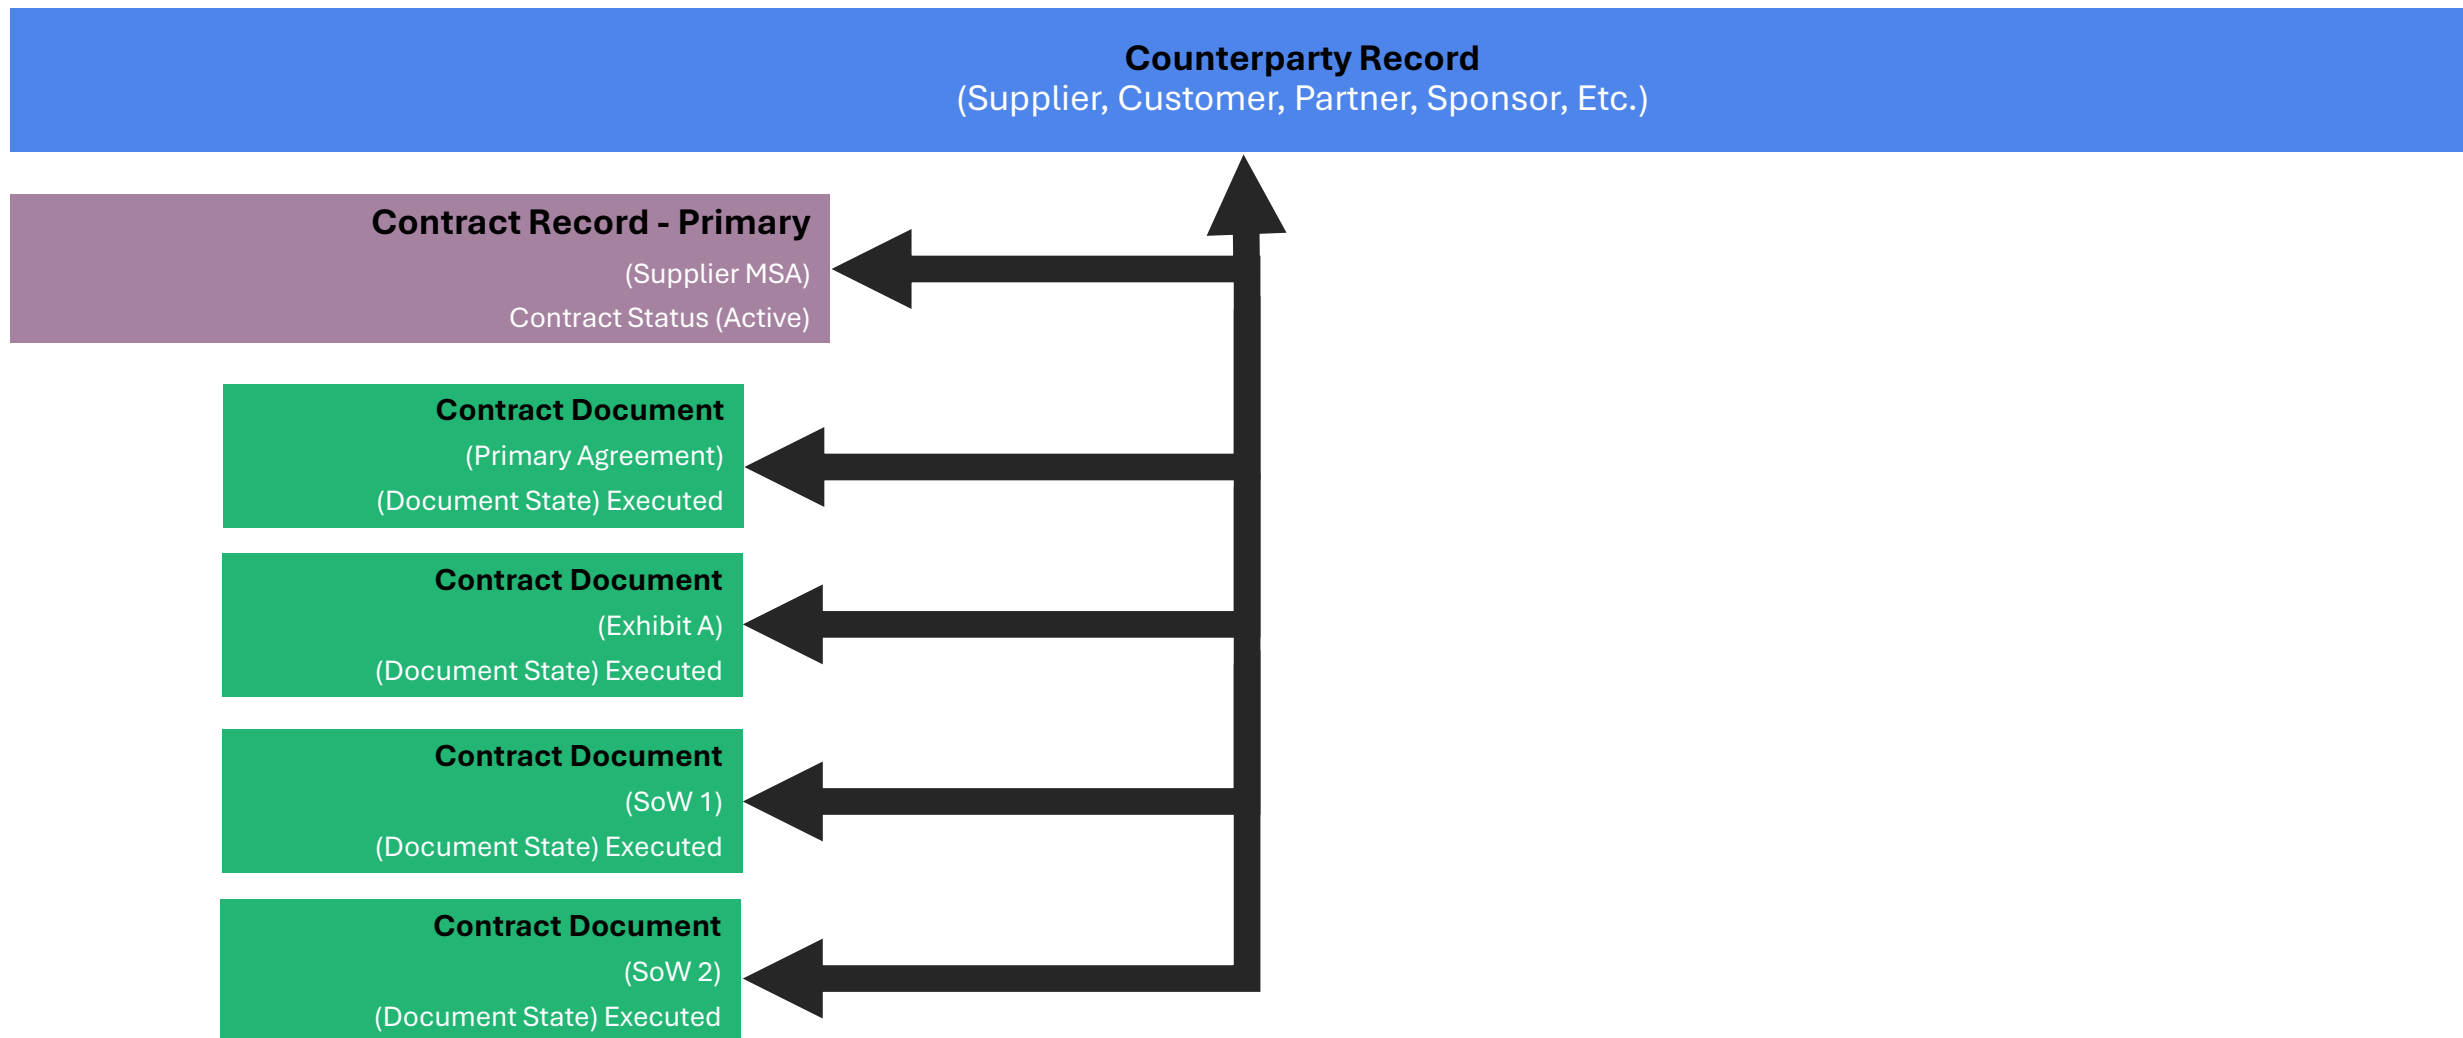 Counterparty Record
(Supplier, Customer, Partner, Sponsor, Etc.)
Contract Record - Primary
(Supplier MSA)
Contract Status (Active)
Contract Document
(Primary Agreement)
(Document State) Executed
Contract Document
(Exhibit A)
(Document State) Executed
Contract Document
(SoW 1)
(Document State) Executed
Contract Document
(SoW 2)
(Document State) Executed